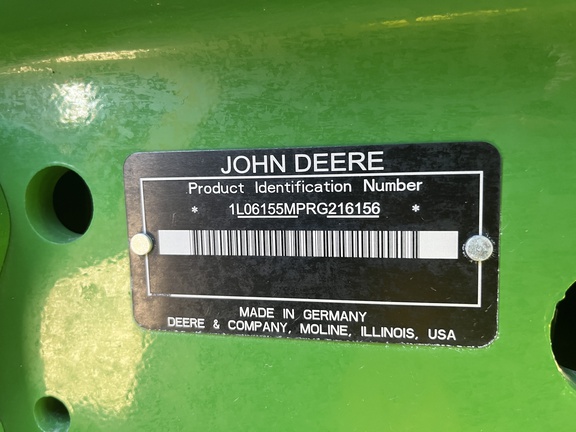 JOHN DEERE
Product Identification Number
* 1L06155MPRG216156 *
MADE IN GERMANY
DEERE & COMPANY, MOLINE, ILLINOIS, USA